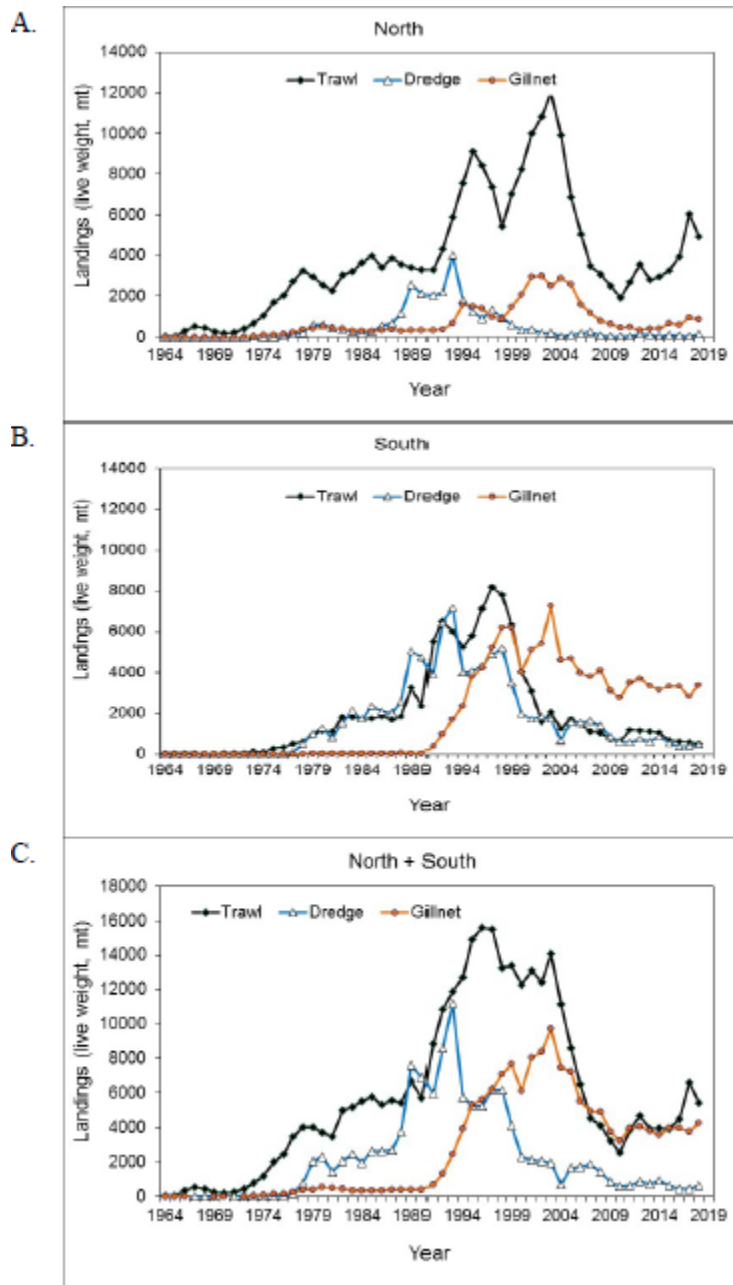 A.
North
14000
Trawl Dredge Gillnet
12000
10000
8000
6000
4000
2000
0
1964 1969 1974 1979 1984 1989 1994 1999 2004 2009 2014 2019
Landings (live weight, mt)
Year
B.
South
14000
Trawl Dredge Gillnet
12000
10000
8000
6000
4000
2000
0
1964 1969 1974 1979 1984 1989 1994 1999 2004 2009 2014 2019
Landings (live weight, mt)
Year
C.
North + South
18000
Trawl Dredge Gillnet
16000
14000
12000
10000
8000
6000
4000
2000
0
1964 1969 1974 1979 1984 1989 1994 1999 2004 2009 2014 2019
Landings (live weight, mt)
Year